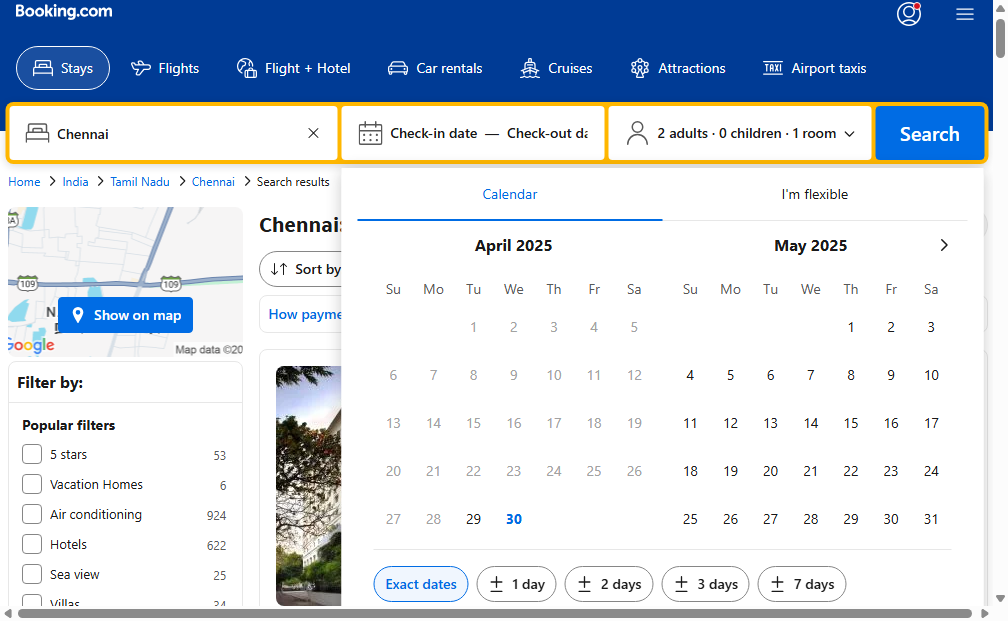 Booking.com
Stays Flights Flight + Hotel Car rentals Cruises Attractions TAXI Airport taxis
Chennai Check-in date — Check-out da 2 adults · 0 children · 1 room Search
Home > India > Tamil Nadu > Chennai > Search results
Calendar I'm flexible
109 109
Show on map
Google Map data ©20
Chennai:
Sort by
How payme
Filter by:
Popular filters
5 stars 53
Vacation Homes 6
Air conditioning 924
Hotels 622
Sea view 25
Villas 34
April 2025
Su Mo Tu We Th Fr Sa
1 2 3 4 5
6 7 8 9 10 11 12
13 14 15 16 17 18 19
20 21 22 23 24 25 26
27 28 29 30
May 2025
Su Mo Tu We Th Fr Sa
1 2 3
4 5 6 7 8 9 10
11 12 13 14 15 16 17
18 19 20 21 22 23 24
25 26 27 28 29 30 31
Exact dates ± 1 day ± 2 days ± 3 days ± 7 days